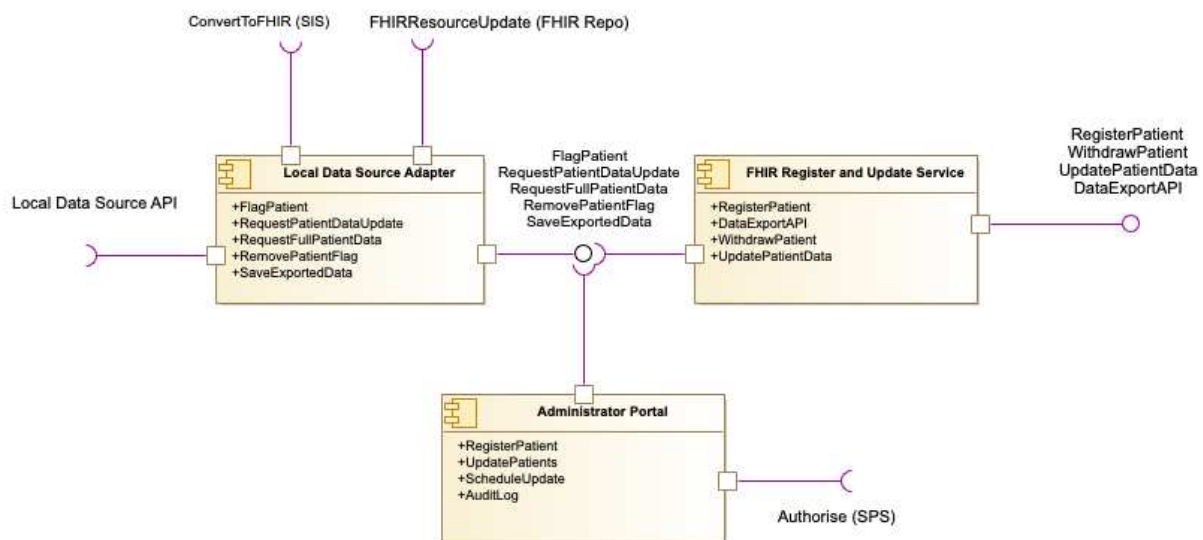 ConvertToFHIR (SIS)
FHIRResourceUpdate (FHIR Repo)
Local Data Source API
Local Data Source Adapter
+FlagPatient
+RequestPatientDataUpdate
+RequestFullPatientData
+RemovePatientFlag
+SaveExportedData
FlagPatient
RequestPatientDataUpdate
RequestFullPatientData
RemovePatientFlag
SaveExportedData
FHIR Register and Update Service
+RegisterPatient
+DataExportAPI
+WithdrawPatient
+UpdatePatientData
RegisterPatient
WithdrawPatient
UpdatePatientData
DataExportAPI
Administrator Portal
+RegisterPatient
+UpdatePatients
+ScheduleUpdate
+AuditLog
Authorise (SPS)